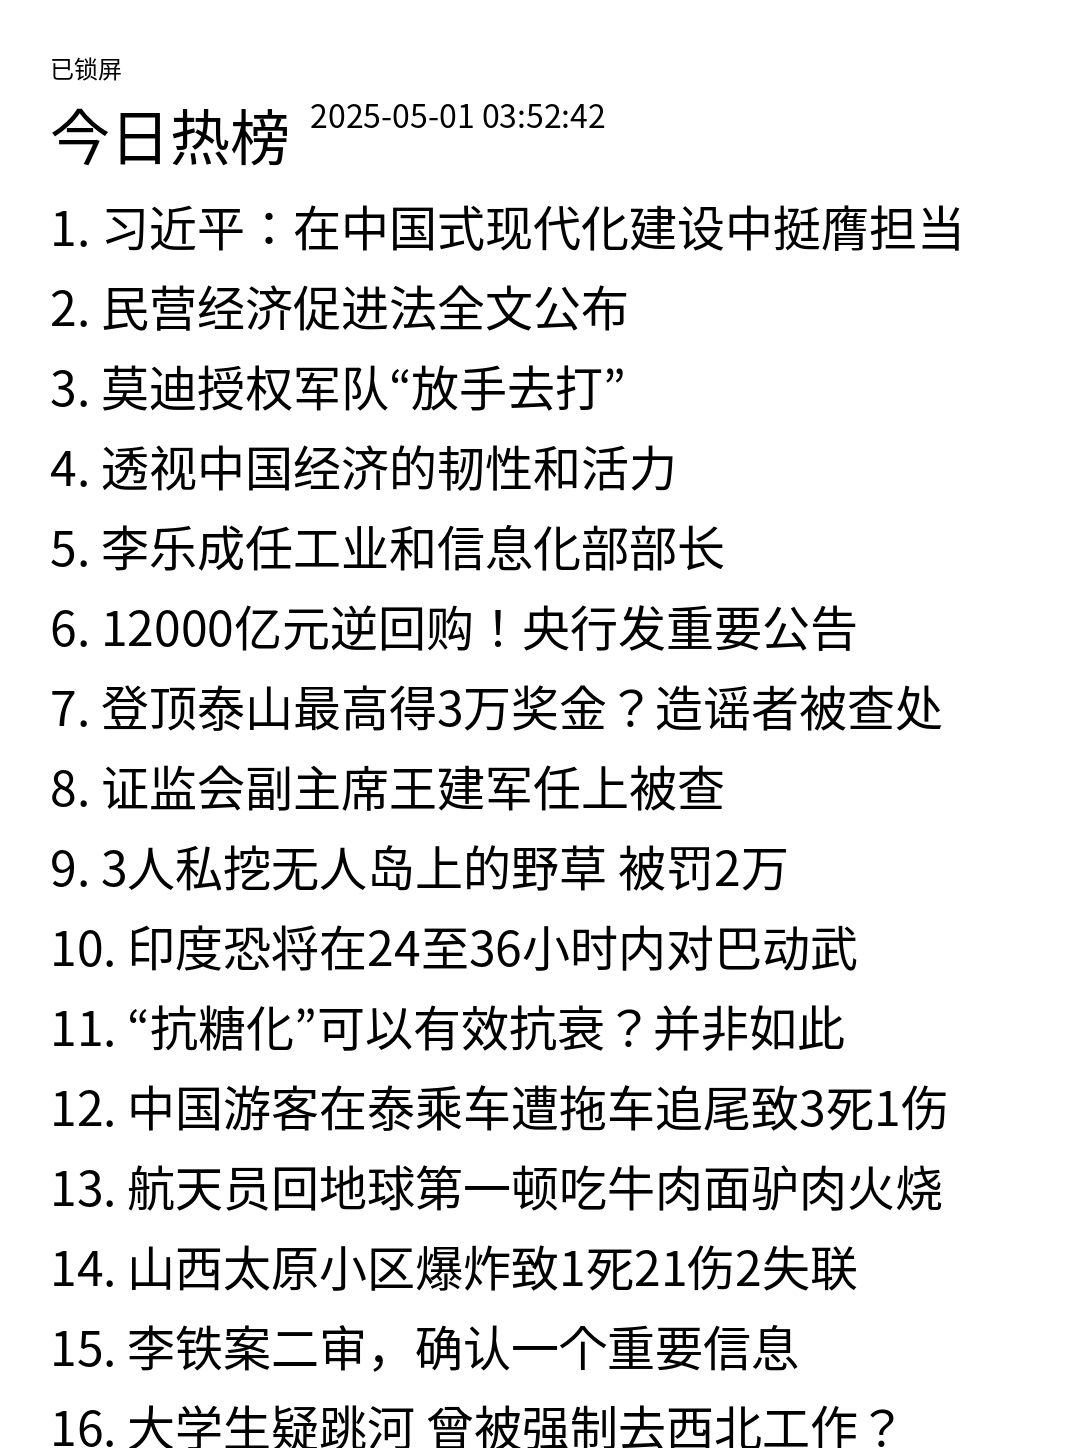 已锁屏
今日热榜 2025-05-01 03:52:42
1. 习近平：在中国式现代化建设中挺膺担当
2. 民营经济促进法全文公布
3. 莫迪授权军队“放手去打”
4. 透视中国经济的韧性和活力
5. 李乐成任工业和信息化部部长
6. 12000亿元逆回购！央行发重要公告
7. 登顶泰山最高得3万奖金？造谣者被查处
8. 证监会副主席王建军任上被查
9. 3人私挖无人岛上的野草 被罚2万
10. 印度恐将在24至36小时内对巴动武
11. “抗糖化”可以有效抗衰？并非如此
12. 中国游客在泰乘车遭拖车追尾致3死1伤
13. 航天员回地球第一顿吃牛肉面驴肉火烧
14. 山西太原小区爆炸致1死21伤2失联
15. 李铁案二审，确认一个重要信息
16. 大学生疑跳河 曾被强制去西北工作？